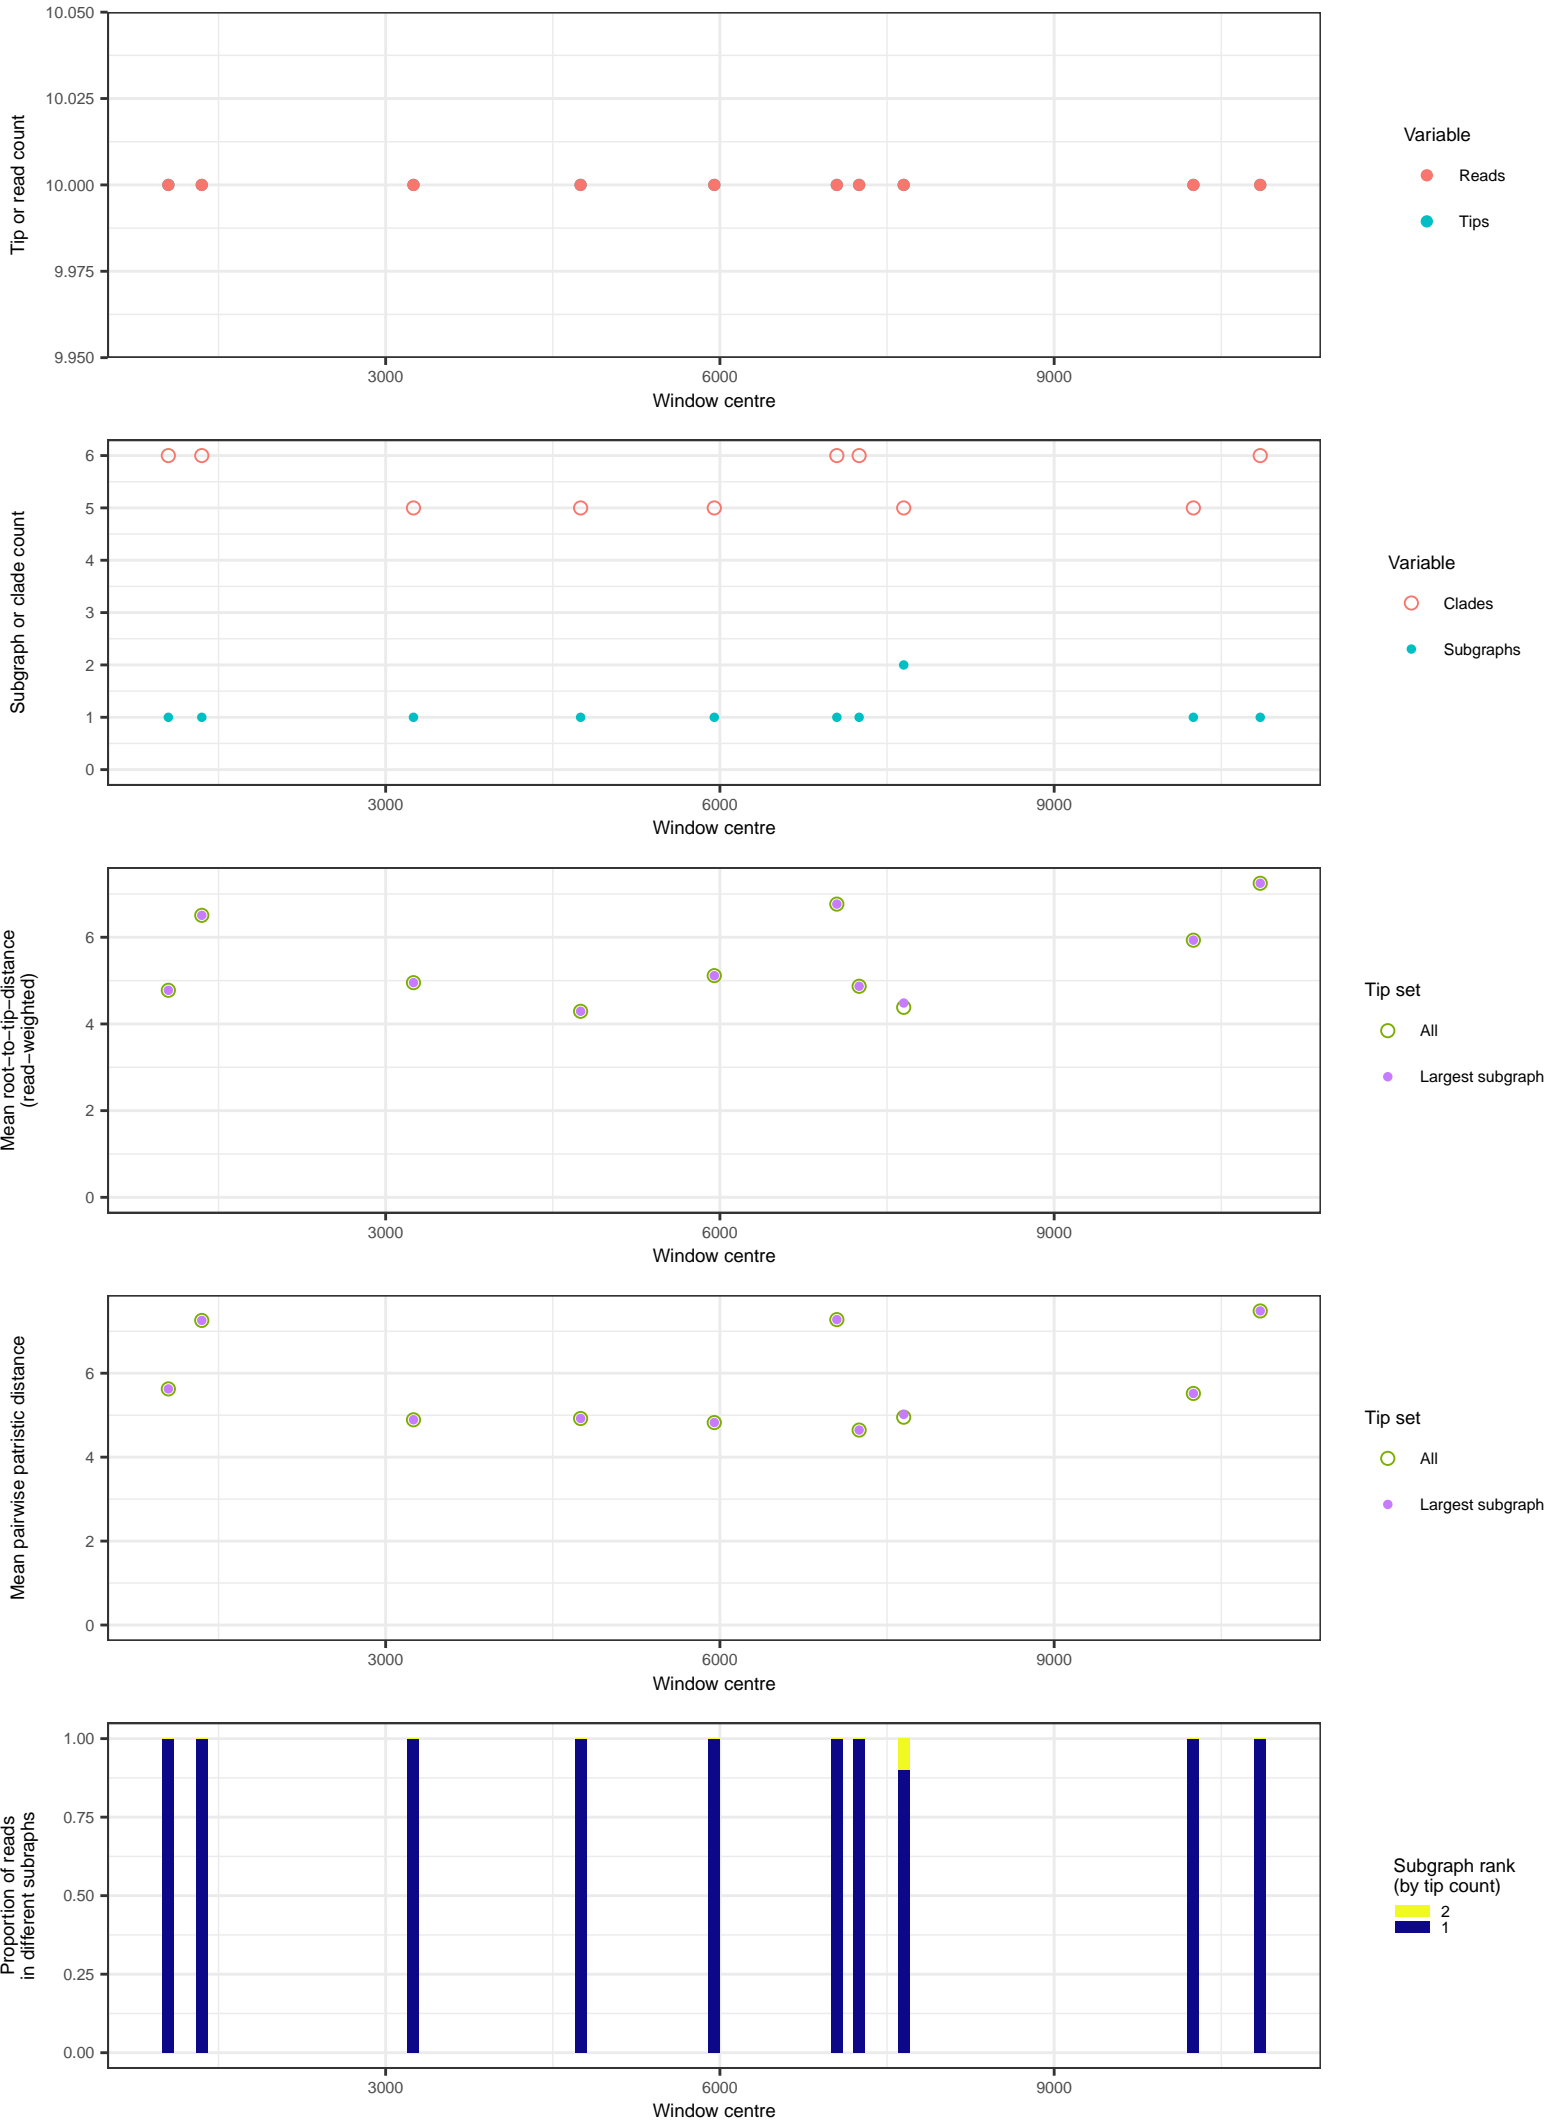 10.050
10.025
10.000
9.975
9.950
Tip or read count
3000
6000
9000
Window centre
Variable
Reads
Tips
6
5
4
3
2
1
0
Subgraph or clade count
3000
6000
9000
Window centre
Variable
Clades
Subgraphs
6
4
2
0
Mean root−to−tip−distance
(read−weighted)
3000
6000
9000
Window centre
Tip set
All
Largest subgraph
6
4
2
0
Mean pairwise patristic distance
3000
6000
9000
Window centre
Tip set
All
Largest subgraph
1.00
0.75
0.50
0.25
0.00
Proportion of reads
in different subraphs
3000
6000
9000
Window centre
Subgraph rank
(by tip count)
2
1